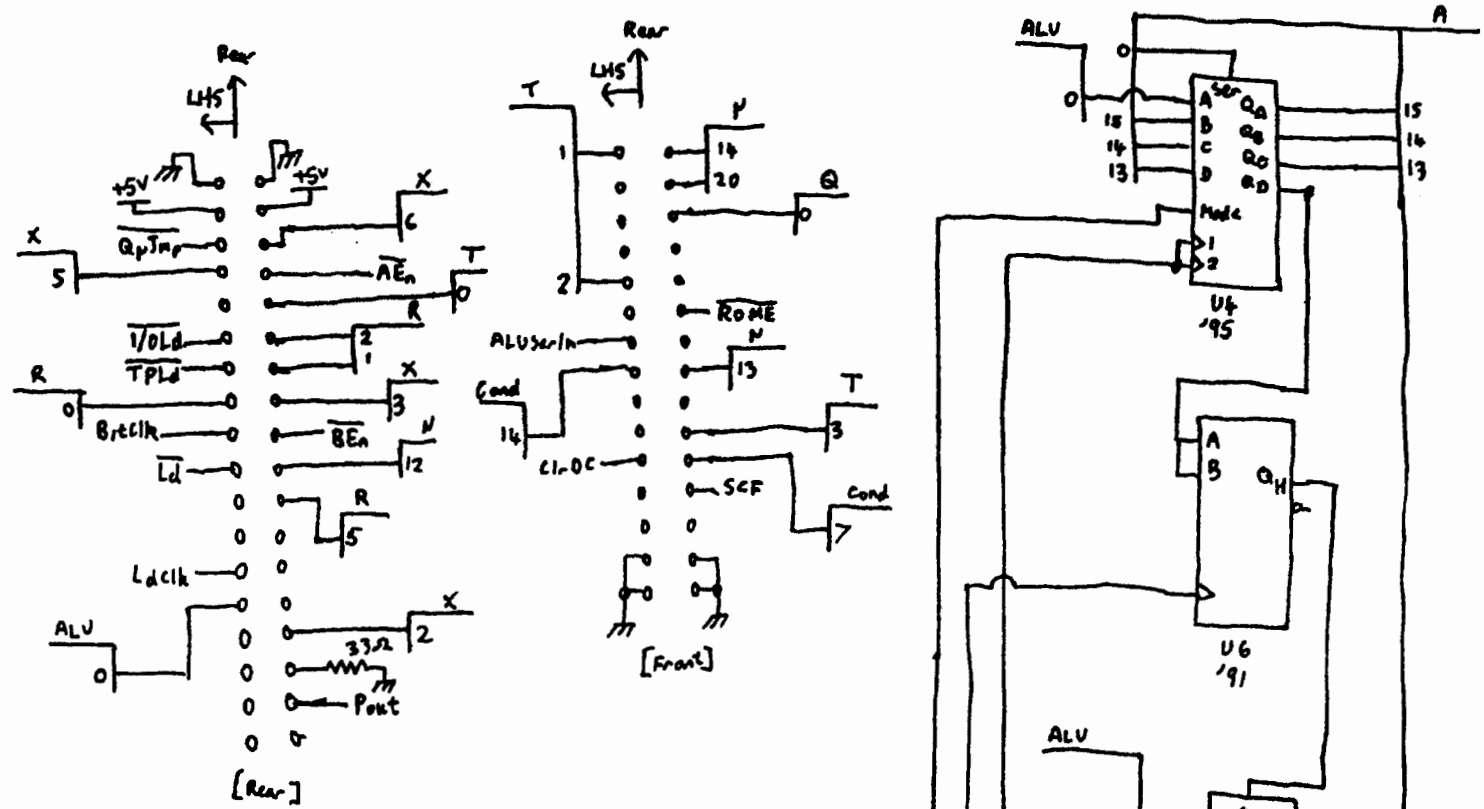 Rear
LHS
+5V
+5V
X
6
QpJmp
X
5
AEn
T
0
I/OLd
R
2
1
TPLd
R
0
X
3
BitClk
BEn
N
12
Ld
R
5
LdClk
ALU
0
X
2
33Ω
Pout
[Rear]
Rear
LHS
T
1
2
14
20
Q
0
ROME
ALUSerIn
N
13
Cond
14
T
3
ClrDC
SCF
Cond
7
[Front]
A
ALU
0
0
Ser
A QA 15
15 B QB 14
14 C QC 13
13 D QD
Mode
1
2
U4
'95
A
B
QH
U6
'91
ALU